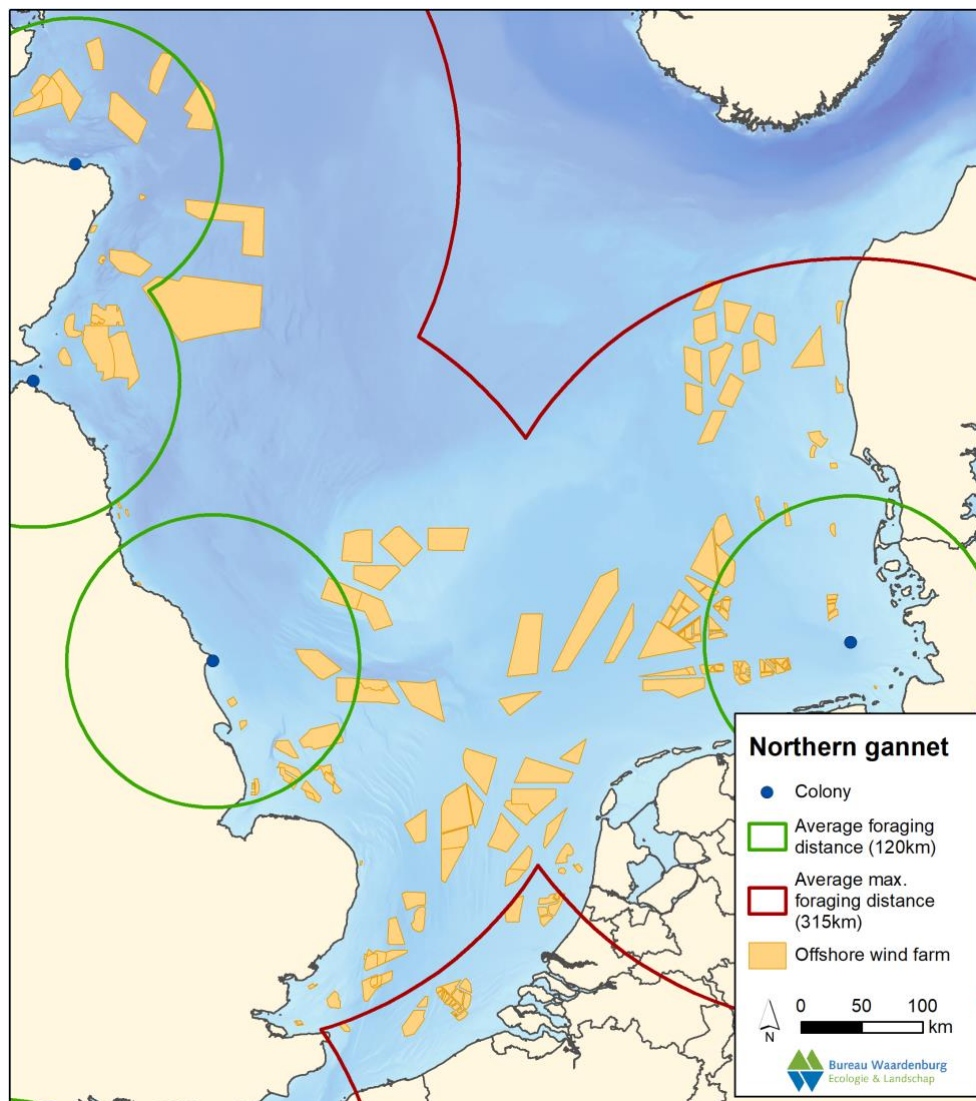 Northern gannet
Colony
Average foraging
distance (120km)
Average max.
foraging distance
(315km)
Offshore wind farm
0 50 100
km
N
Bureau Waardenburg
Ecologie & Landschap